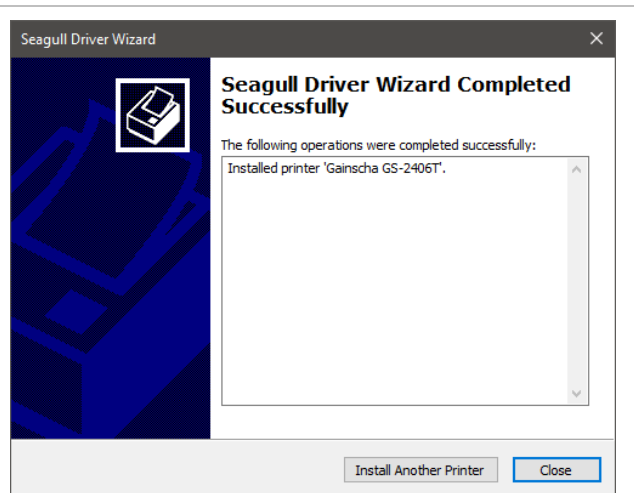 Seagull Driver Wizard
Seagull Driver Wizard Completed
Successfully
The following operations were completed successfully:
Installed printer 'Gainscha GS-2406T'.
Install Another Printer
Close